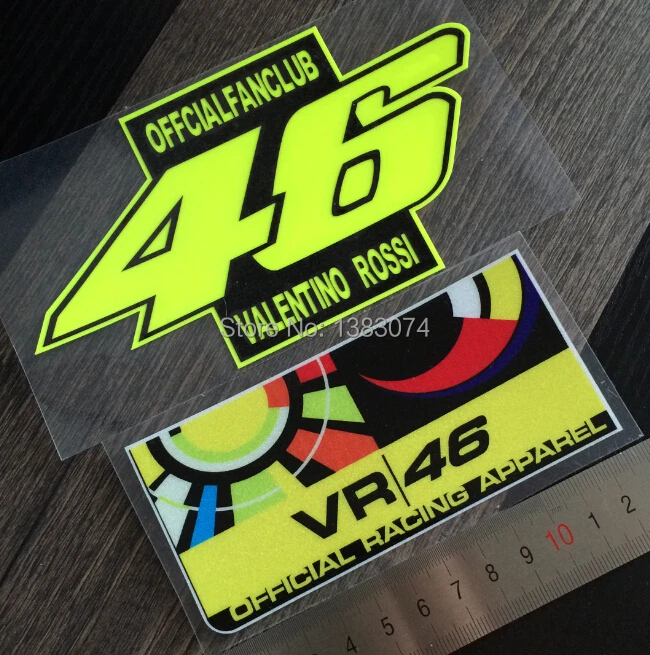 OFFCIALFANCLUB
46
VALENTINO ROSSI
Store No: 1383074
VR|46
OFFICIAL RACING APPAREL
4 5 6 7 8 9 10 1 2